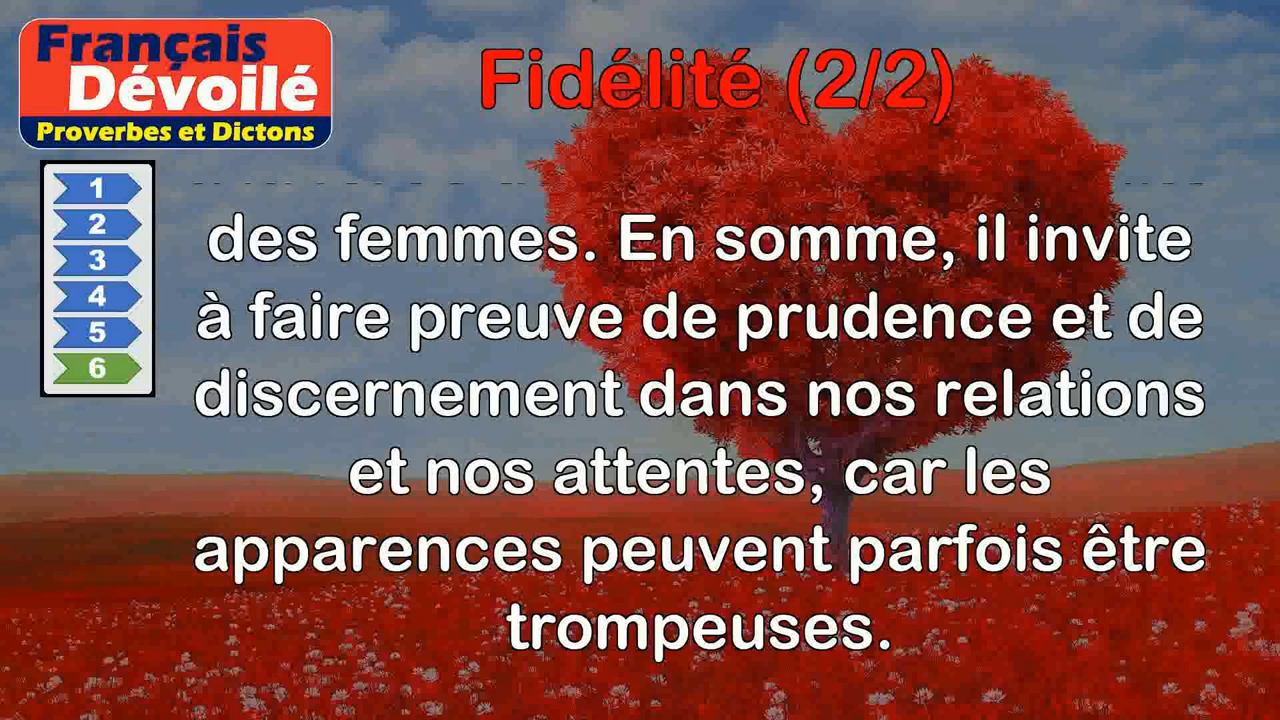 Français
Dévoilé
Proverbes et Dictons
Fidélité (2/2)
1
2
3
4
5
6
des femmes. En somme, il invite
à faire preuve de prudence et de
discernement dans nos relations
et nos attentes, car les
apparences peuvent parfois être
trompeuses.